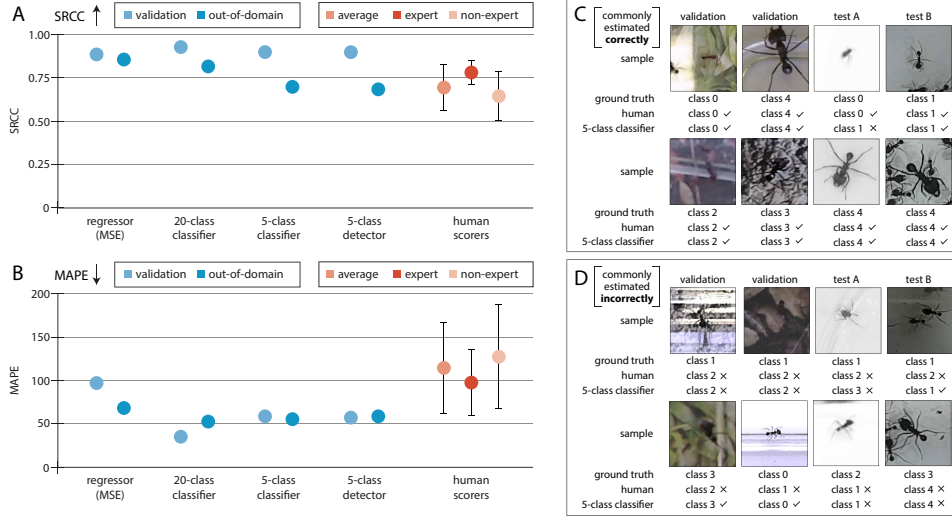 A
SRCC ↑
validation out-of-domain
average expert non-expert
1.00
0.75
0.50
0.25
0
SRCC
regressor (MSE)
20-class classifier
5-class classifier
5-class detector
human scorers
B
MAPE ↓
validation out-of-domain
average expert non-expert
200
150
100
50
0
MAPE
regressor (MSE)
20-class classifier
5-class classifier
5-class detector
human scorers
C
commonly
estimated
correctly
validation validation test A test B
sample
ground truth class 0 class 4 class 0 class 1
human class 0 ✓ class 4 ✓ class 0 ✓ class 1 ✓
5-class classifier class 0 ✓ class 4 ✓ class 1 × class 1 ✓
sample
ground truth class 2 class 3 class 4 class 4
human class 2 ✓ class 3 ✓ class 4 ✓ class 4 ✓
5-class classifier class 2 ✓ class 3 ✓ class 4 ✓ class 4 ✓
D
commonly
estimated
incorrectly
validation validation test A test B
sample
ground truth class 1 class 1 class 1 class 1
human class 2 × class 2 × class 2 × class 2 ×
5-class classifier class 2 × class 2 × class 3 × class 1 ✓
sample
ground truth class 3 class 0 class 2 class 3
human class 2 × class 1 × class 1 × class 4 ×
5-class classifier class 3 ✓ class 0 ✓ class 1 × class 4 ×